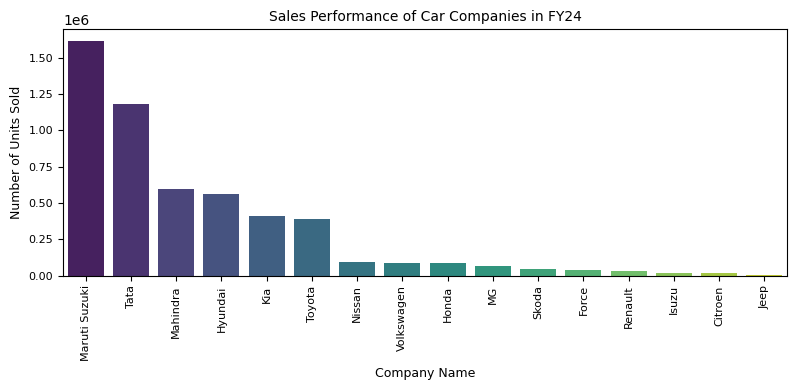 Sales Performance of Car Companies in FY24
1e6
Number of Units Sold
1.50
1.25
1.00
0.75
0.50
0.25
0.00
Maruti Suzuki
Tata
Mahindra
Hyundai
Kia
Toyota
Nissan
Volkswagen
Honda
MG
Skoda
Force
Renault
Isuzu
Citroen
Jeep
Company Name